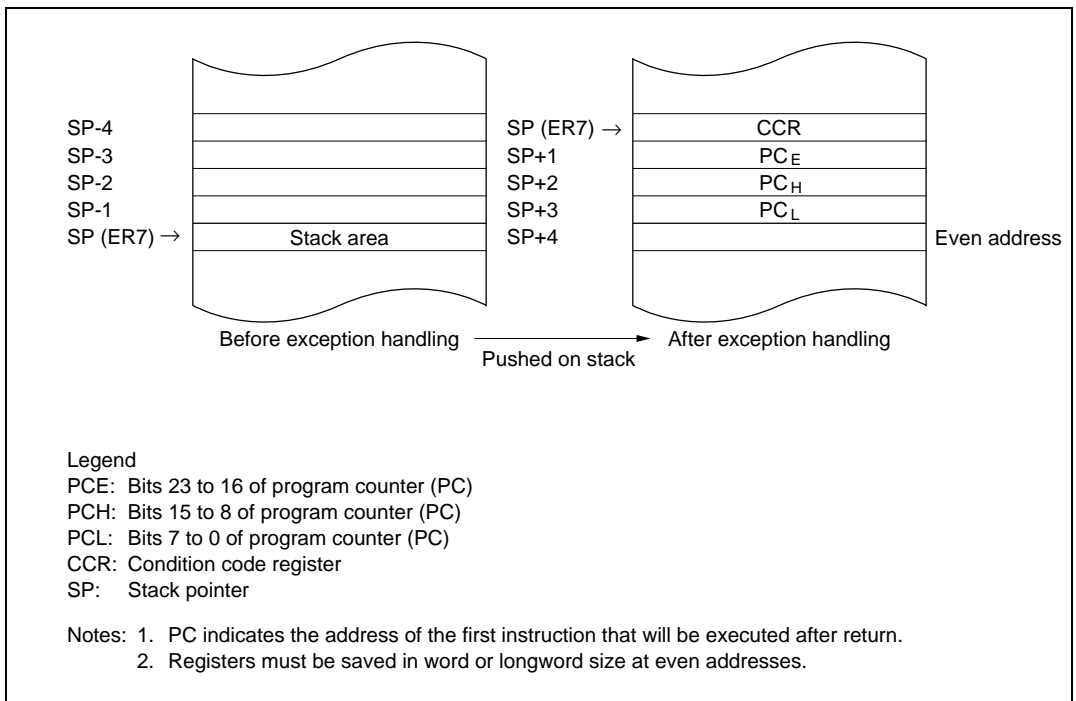 SP-4
SP-3
SP-2
SP-1
SP (ER7) →
Stack area
SP (ER7) →
SP+1
SP+2
SP+3
SP+4
CCR
PCE
PCH
PCL
Even address
Before exception handling
Pushed on stack
After exception handling
Legend
PCE: Bits 23 to 16 of program counter (PC)
PCH: Bits 15 to 8 of program counter (PC)
PCL: Bits 7 to 0 of program counter (PC)
CCR: Condition code register
SP: Stack pointer
Notes: 1. PC indicates the address of the first instruction that will be executed after return.
2. Registers must be saved in word or longword size at even addresses.